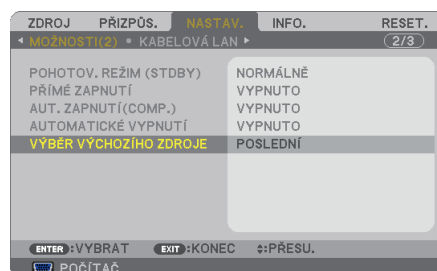 ZDROJ PŘIZPŮS. NASTAV. INFO. RESET.
MOŽNOSTI(2) • KABELOVÁ LAN 2/3
POHOTOV. REŽIM (STDBY) NORMÁLNĚ
PŘÍMÉ ZAPNUTÍ VYPNUTO
AUT. ZAPNUTÍ(COMP.) VYPNUTO
AUTOMATICKÉ VYPNUTÍ VYPNUTO
VÝBĚR VÝCHOZÍHO ZDROJE POSLEDNÍ
ENTER :VYBRAT EXIT :KONEC :PŘESU.
POČÍTAČ